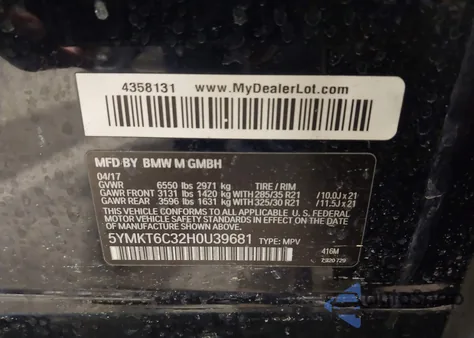 4358131 www.MyDealerLot.com
MFD BY BMW M GMBH
04/17
GVWR 6550 lbs 2971 kg TIRE / RIM
GAWR FRONT 3131 lbs 1420 kg WITH 285/35 R21 /10.0J x 21
GAWR REAR .3596 lbs 1631 kg WITH 325/30 R21 /11.5J x 21
THIS VEHICLE CONFORMS TO ALL APPLICABLE U.S. FEDERAL
MOTOR VEHICLE SAFETY STANDARDS IN EFFECT ON THE DATE
OF MANUFACTURE SHOWN ABOVE.
5YMKT6C32H0U39681 TYPE: MPV
416M